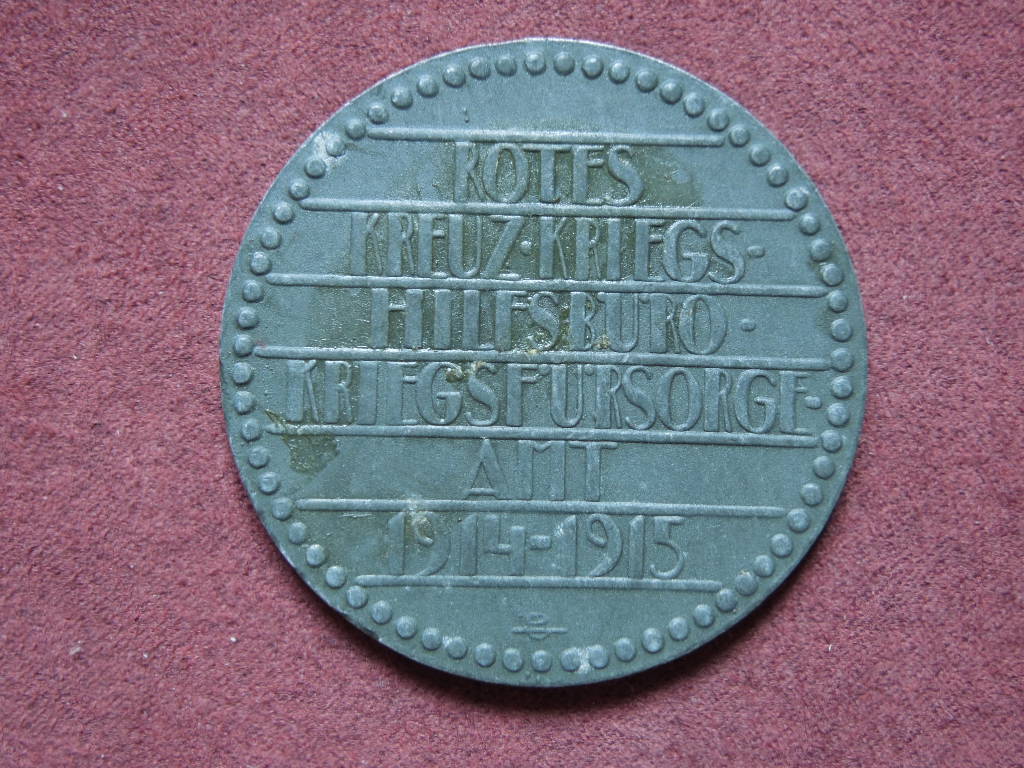 ROTES
KREUZ·KRIEGS-
HILFSBÜRO-
KRIEGSFÜRSORGE-
AMT
1914-1915